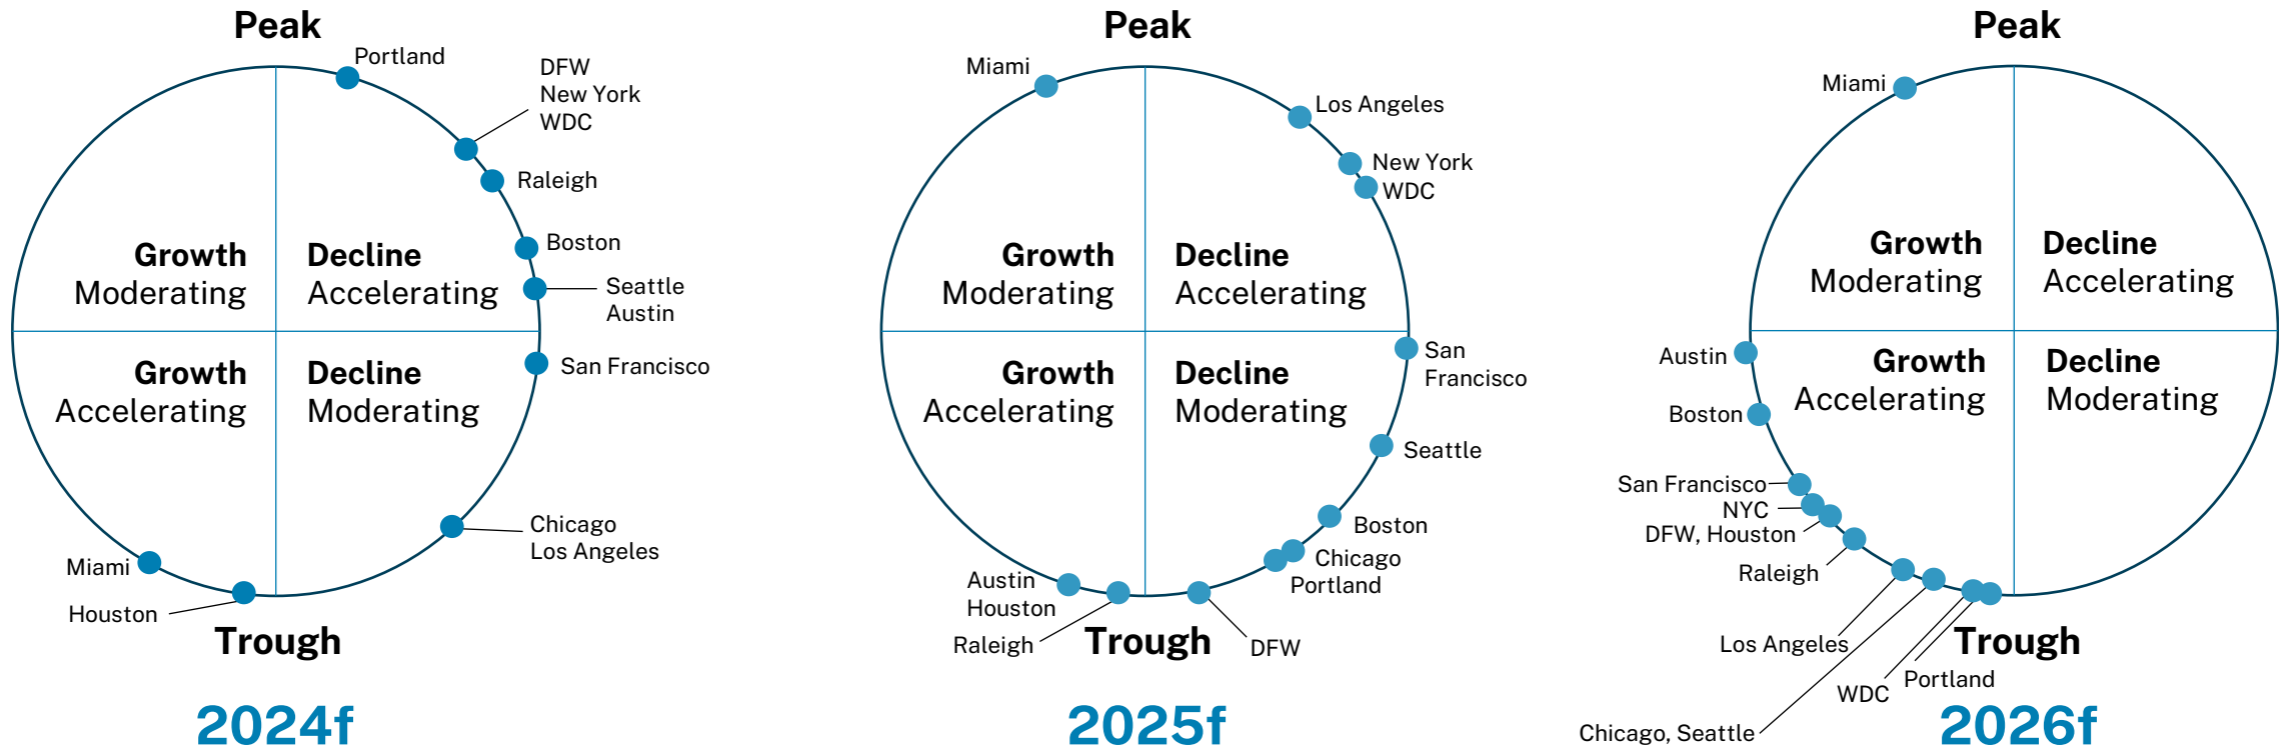 Peak
Portland
DFW
New York
WDC
Raleigh
Boston
Seattle
Austin
San Francisco
Growth
Moderating
Decline
Accelerating
Growth
Accelerating
Decline
Moderating
Chicago
Los Angeles
Miami
Houston
Trough
2024f
Peak
Miami
Los Angeles
New York
WDC
Growth
Moderating
Decline
Accelerating
San
Francisco
Growth
Accelerating
Decline
Moderating
Seattle
Boston
Chicago
Portland
Austin
Houston
Raleigh
DFW
Trough
2025f
Peak
Miami
Growth
Moderating
Decline
Accelerating
Austin
Growth
Accelerating
Decline
Moderating
Boston
San Francisco
NYC
DFW, Houston
Raleigh
Los Angeles
Trough
Portland
WDC
Chicago, Seattle
2026f